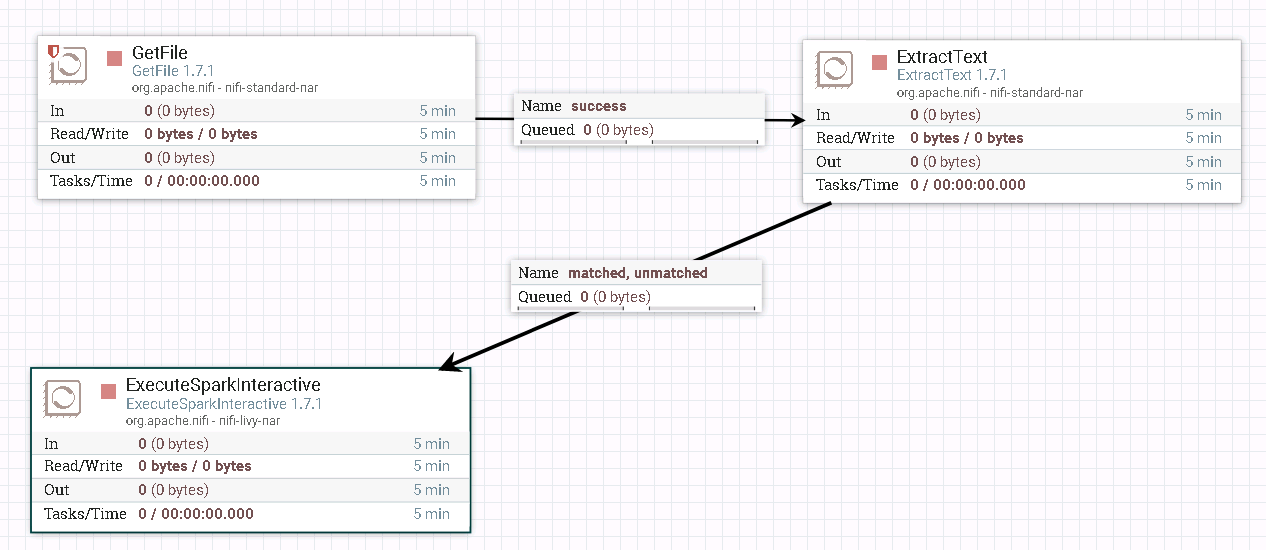 GetFile
GetFile 1.7.1
org.apache.nifi - nifi-standard-nar
In 0 (0 bytes) 5 min
Read/Write 0 bytes / 0 bytes 5 min
Out 0 (0 bytes) 5 min
Tasks/Time 0 / 00:00:00.000 5 min
Name success
Queued 0 (0 bytes)
ExtractText
ExtractText 1.7.1
org.apache.nifi - nifi-standard-nar
In 0 (0 bytes) 5 min
Read/Write 0 bytes / 0 bytes 5 min
Out 0 (0 bytes) 5 min
Tasks/Time 0 / 00:00:00.000 5 min
Name matched, unmatched
Queued 0 (0 bytes)
ExecuteSparkInteractive
ExecuteSparkInteractive 1.7.1
org.apache.nifi - nifi-livy-nar
In 0 (0 bytes) 5 min
Read/Write 0 bytes / 0 bytes 5 min
Out 0 (0 bytes) 5 min
Tasks/Time 0 / 00:00:00.000 5 min